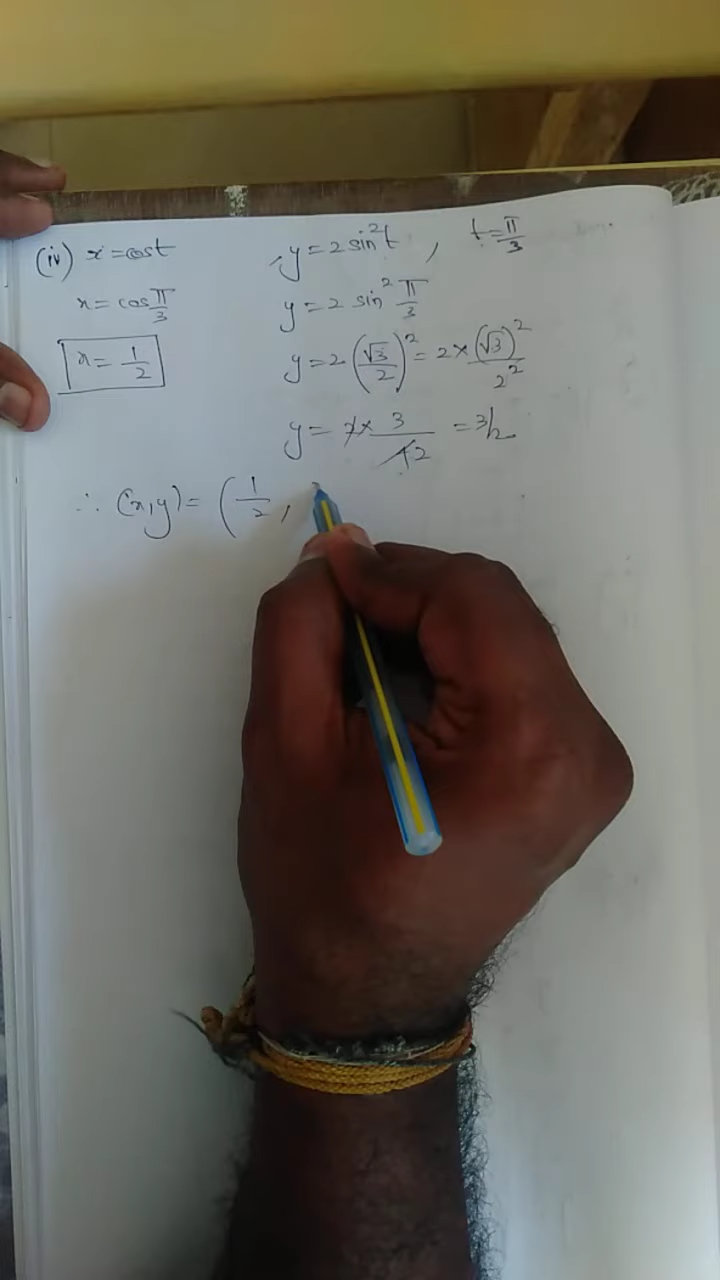 (iv) x = cost , y = 2 sin²t , t = π/3
x = cos π/3 y = 2 sin² π/3
x = 1/2 y = 2 (√3/2)² = 2 × (√3)²/2²
y = 2 × 3/4 2 = 3/2
∴ (x,y) = (1/2 ,